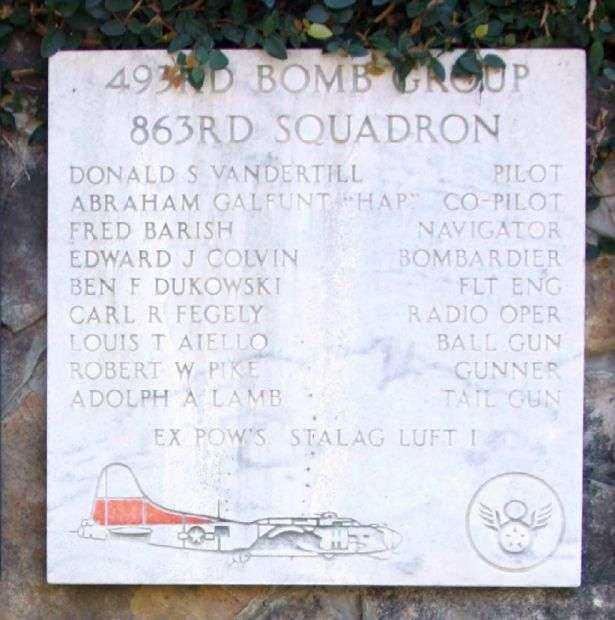 493RD BOMB GROUP
863RD SQUADRON
DONALD S VANDERTILL PILOT
ABRAHAM GALFUNT "HAP" CO-PILOT
FRED BARISH NAVIGATOR
EDWARD J COLVIN BOMBARDIER
BEN F DUKOWSKI FLT ENG
CARL R FEGELY RADIO OPER
LOUIS T AIELLO BALL GUN
ROBERT W PIKE GUNNER
ADOLPH A LAMB TAIL GUN
EX POW'S STALAG LUFT I